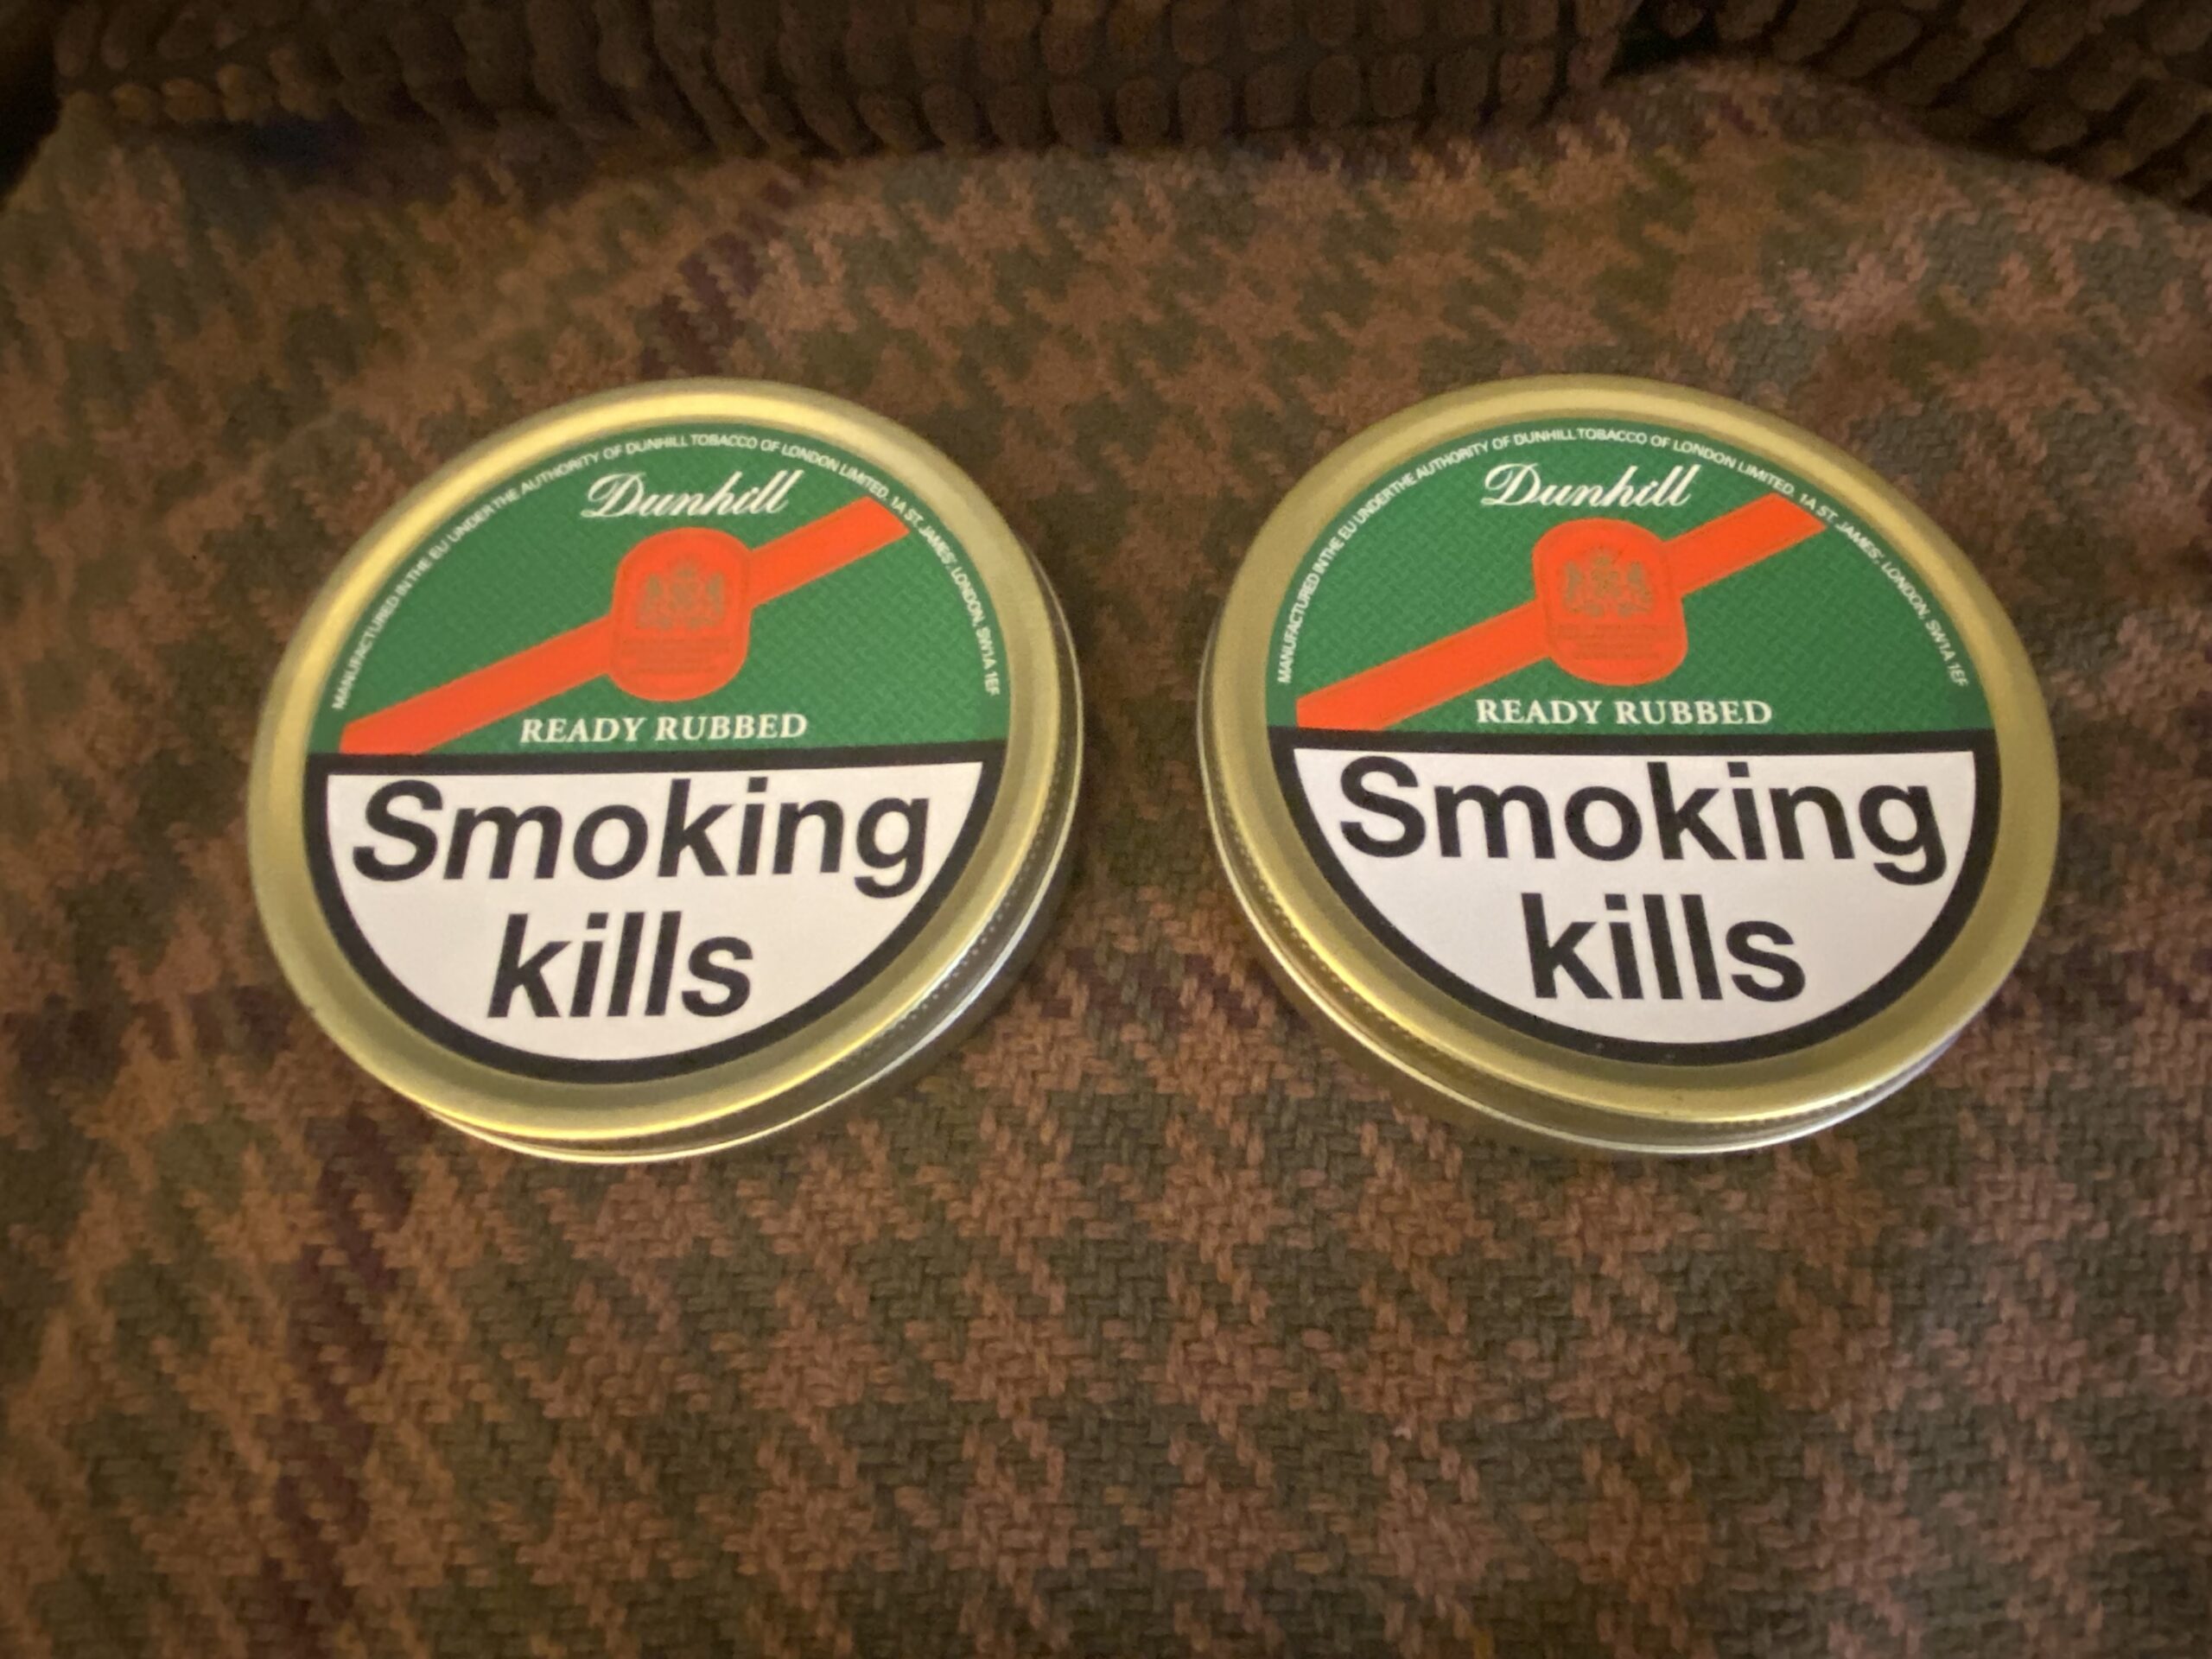 MANUFACTURED IN THE EU UNDER THE AUTHORITY OF DUNHILL TOBACCO OF LONDON LIMITED. 1A ST. JAMES', LONDON, SW1A 1EF
Dunhill
READY RUBBED
Smoking
kills
MANUFACTURED IN THE EU UNDER THE AUTHORITY OF DUNHILL TOBACCO OF LONDON LIMITED. 1A ST. JAMES', LONDON, SW1A 1EF
Dunhill
READY RUBBED
Smoking
kills